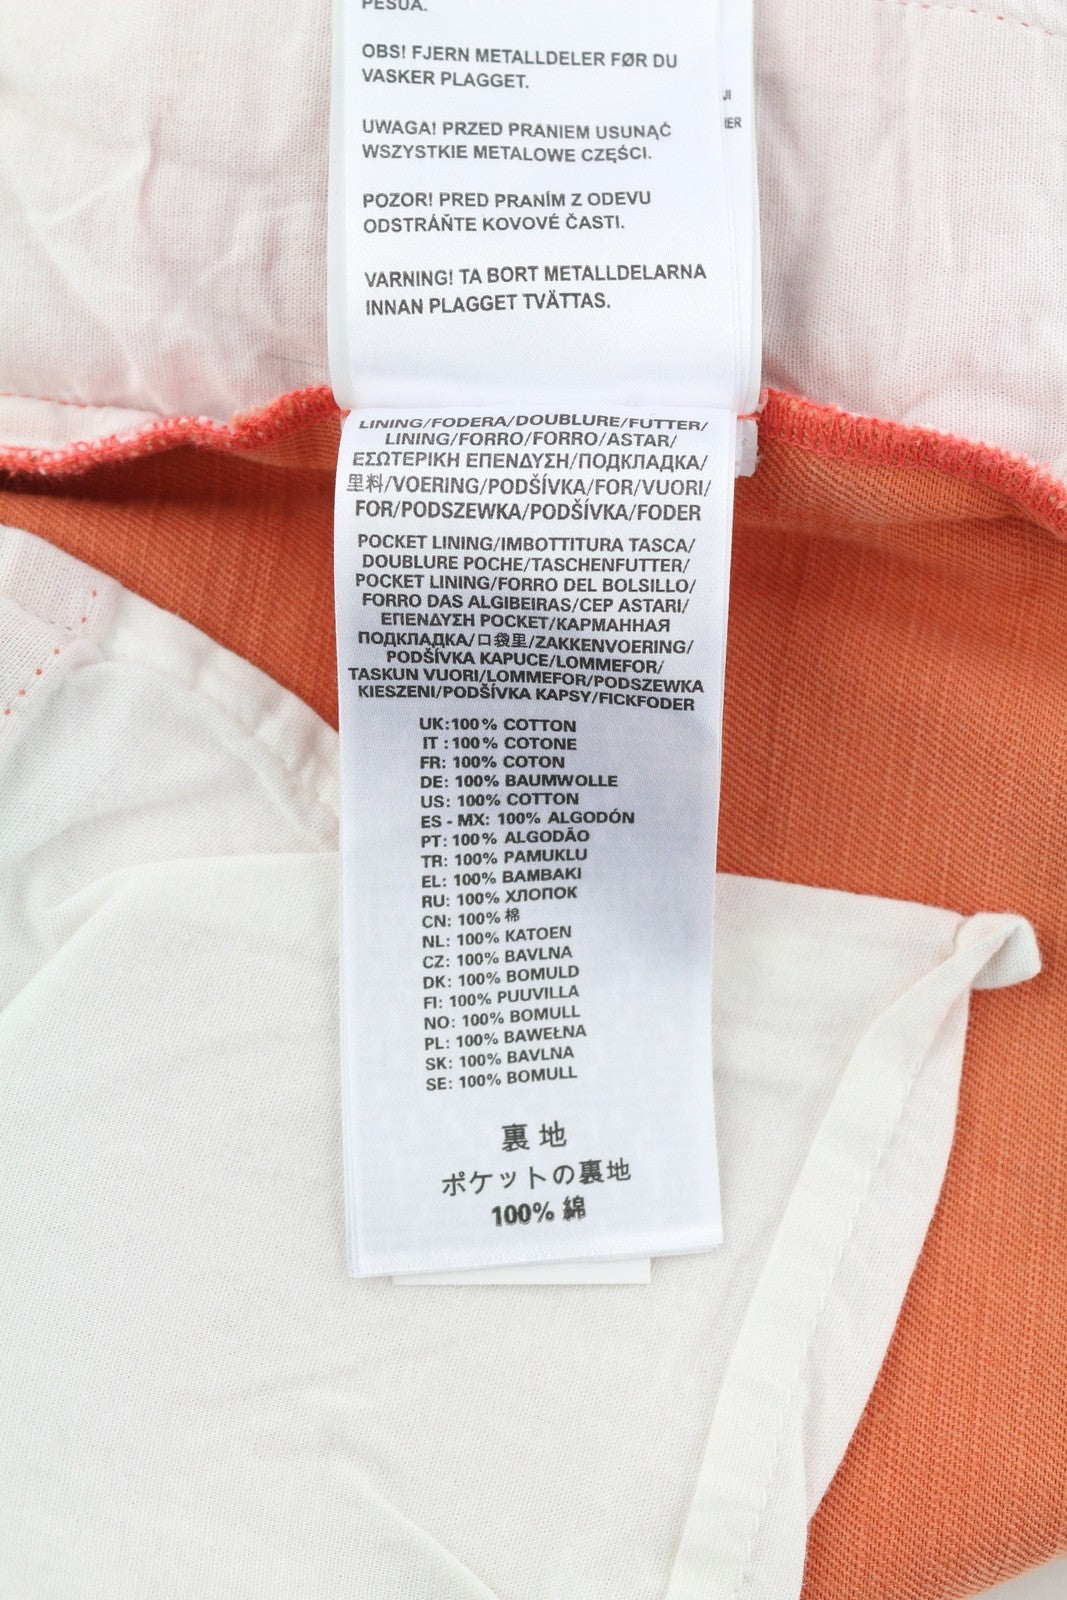 PESUA.
OBS! FJERN METALLDELER FØR DU
VASKER PLAGGET.
UWAGA! PRZED PRANIEM USUNĄĆ
WSZYSTKIE METALOWE CZĘŚCI.
POZOR! PRED PRANÍM Z ODEVU
ODSTRÁŇTE KOVOVÉ ČASTI.
VARNING! TA BORT METALLDELARNA
INNAN PLAGGET TVÄTTAS.
LINING/FODERA/DOUBLURE/FUTTER/
LINING/FORRO/FORRO/ASTAR/
ΕΣΩΤΕΡΙΚΗ ΕΠΕΝΔΥΣΗ/ПОДКЛАДКА/
里料/VOERING/PODŠÍVKA/FOR/VUORI/
FOR/PODSZEWKA/PODŠÍVKA/FODER
POCKET LINING/IMBOTTITURA TASCA/
DOUBLURE POCHE/TASCHENFUTTER/
POCKET LINING/FORRO DEL BOLSILLO/
FORRO DAS ALGIBEIRAS/CEP ASTARI/
ΕΠΕΝΔΥΣΗ POCKET/КАРМАННАЯ
ПОДКЛАДКА/口袋里/ZAKKENVOERING/
PODŠÍVKA KAPUCE/LOMMEFOR/
TASKUN VUORI/LOMMEFOR/PODSZEWKA
KIESZENI/PODŠÍVKA KAPSY/FICKFODER
UK:100% COTTON
IT :100% COTONE
FR: 100% COTON
DE: 100% BAUMWOLLE
US: 100% COTTON
ES - MX: 100% ALGODÓN
PT: 100% ALGODÃO
TR: 100% PAMUKLU
EL: 100% ΒΑΜΒΑΚΙ
RU: 100% ХЛОПОК
CN: 100% 棉
NL: 100% KATOEN
CZ: 100% BAVLNA
DK: 100% BOMULD
FI: 100% PUUVILLA
NO: 100% BOMULL
PL: 100% BAWEŁNA
SK: 100% BAVLNA
SE: 100% BOMULL
裏地
ポケットの裏地
100% 綿